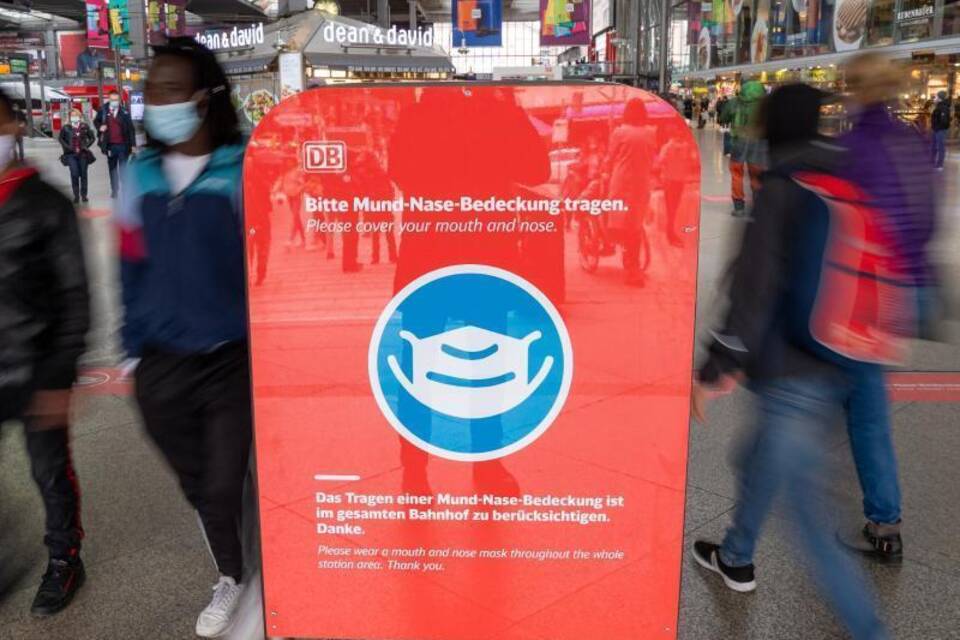 dean & david
dean & david
DB
Bitte Mund-Nase-Bedeckung tragen.
Please cover your mouth and nose.
Das Tragen einer Mund-Nase-Bedeckung ist
im gesamten Bahnhof zu berücksichtigen.
Danke.
Please wear a mouth and nose mask throughout the whole
station area. Thank you.